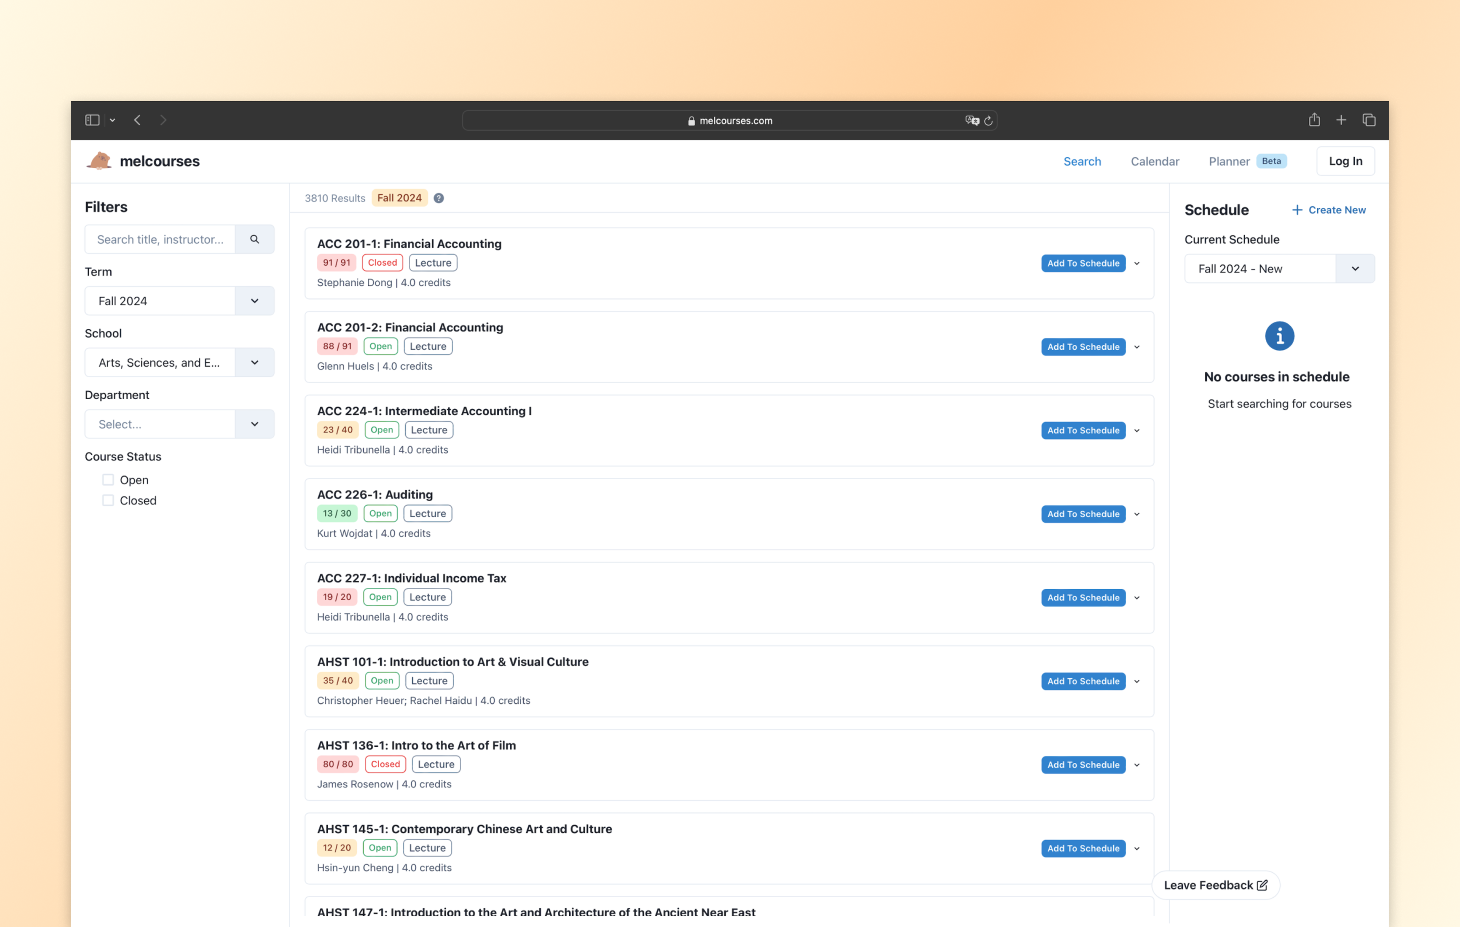 melcourses.com
melcourses
Search
Calendar
Planner
Beta
Log In
Filters
Search title, instructor...
Term
Fall 2024
School
Arts, Sciences, and E...
Department
Select...
Course Status
Open
Closed
3810 Results
Fall 2024
ACC 201-1: Financial Accounting
91 / 91 Closed Lecture
Stephanie Dong | 4.0 credits
Add To Schedule
ACC 201-2: Financial Accounting
88 / 91 Open Lecture
Glenn Huels | 4.0 credits
Add To Schedule
ACC 224-1: Intermediate Accounting I
23 / 40 Open Lecture
Heidi Tribunella | 4.0 credits
Add To Schedule
ACC 226-1: Auditing
13 / 30 Open Lecture
Kurt Wojdat | 4.0 credits
Add To Schedule
ACC 227-1: Individual Income Tax
19 / 20 Open Lecture
Heidi Tribunella | 4.0 credits
Add To Schedule
AHST 101-1: Introduction to Art & Visual Culture
35 / 40 Open Lecture
Christopher Heuer; Rachel Haidu | 4.0 credits
Add To Schedule
AHST 136-1: Intro to the Art of Film
80 / 80 Closed Lecture
James Rosenow | 4.0 credits
Add To Schedule
AHST 145-1: Contemporary Chinese Art and Culture
12 / 20 Open Lecture
Hsin-yun Cheng | 4.0 credits
Add To Schedule
AHST 147-1: Introduction to the Art and Architecture of the Ancient Near East
Schedule
Create New
Current Schedule
Fall 2024 - New
No courses in schedule
Start searching for courses
Leave Feedback